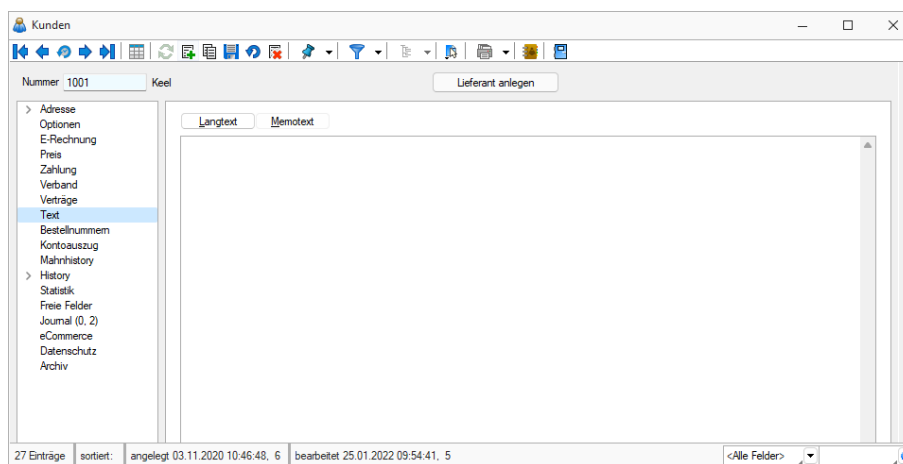 Kunden
Nummer 1001 Keel Lieferant anlegen
Adresse
Optionen
E-Rechnung
Preis
Zahlung
Verband
Verträge
Text
Bestellnummern
Kontoauszug
Mahnhistory
History
Statistik
Freie Felder
Journal (0, 2)
eCommerce
Datenschutz
Archiv
Langtext Memotext
27 Einträge sortiert: angelegt 03.11.2020 10:46:48, 6 bearbeitet 25.01.2022 09:54:41, 5 <Alle Felder>